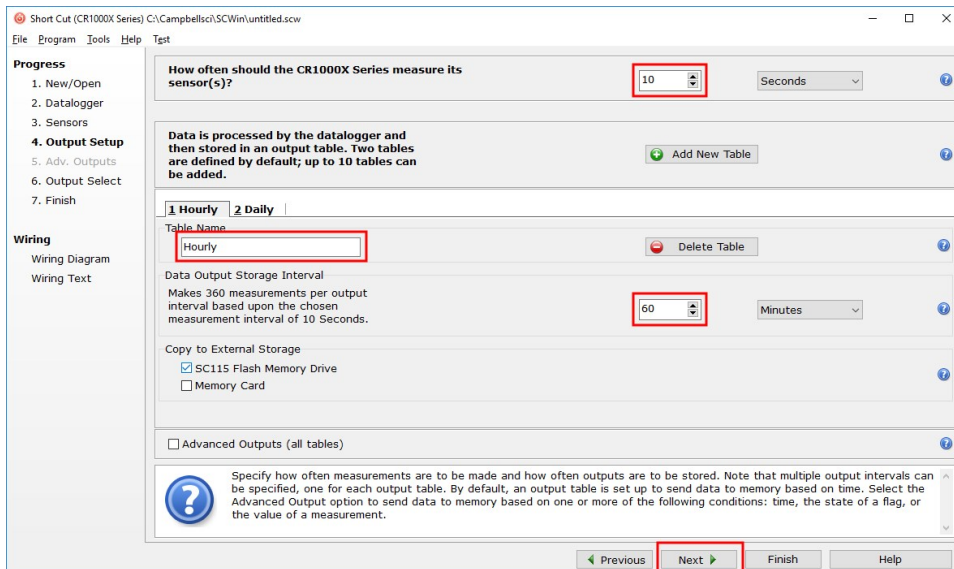 Short Cut (CR1000X Series) C:\Campbellsci\SCWin\untitled.scw
File Program Tools Help Test
Progress
1. New/Open
2. Datalogger
3. Sensors
4. Output Setup
5. Adv. Outputs
6. Output Select
7. Finish
Wiring
Wiring Diagram
Wiring Text
How often should the CR1000X Series measure its
sensor(s)?
10
Seconds
Data is processed by the datalogger and
then stored in an output table. Two tables
are defined by default; up to 10 tables can
be added.
Add New Table
1 Hourly 2 Daily
Table Name
Hourly
Delete Table
Data Output Storage Interval
Makes 360 measurements per output
interval based upon the chosen
measurement interval of 10 Seconds.
60
Minutes
Copy to External Storage
SC115 Flash Memory Drive
Memory Card
Advanced Outputs (all tables)
Specify how often measurements are to be made and how often outputs are to be stored. Note that multiple output intervals can
be specified, one for each output table. By default, an output table is set up to send data to memory based on time. Select the
Advanced Output option to send data to memory based on one or more of the following conditions: time, the state of a flag, or
the value of a measurement.
Previous Next Finish Help